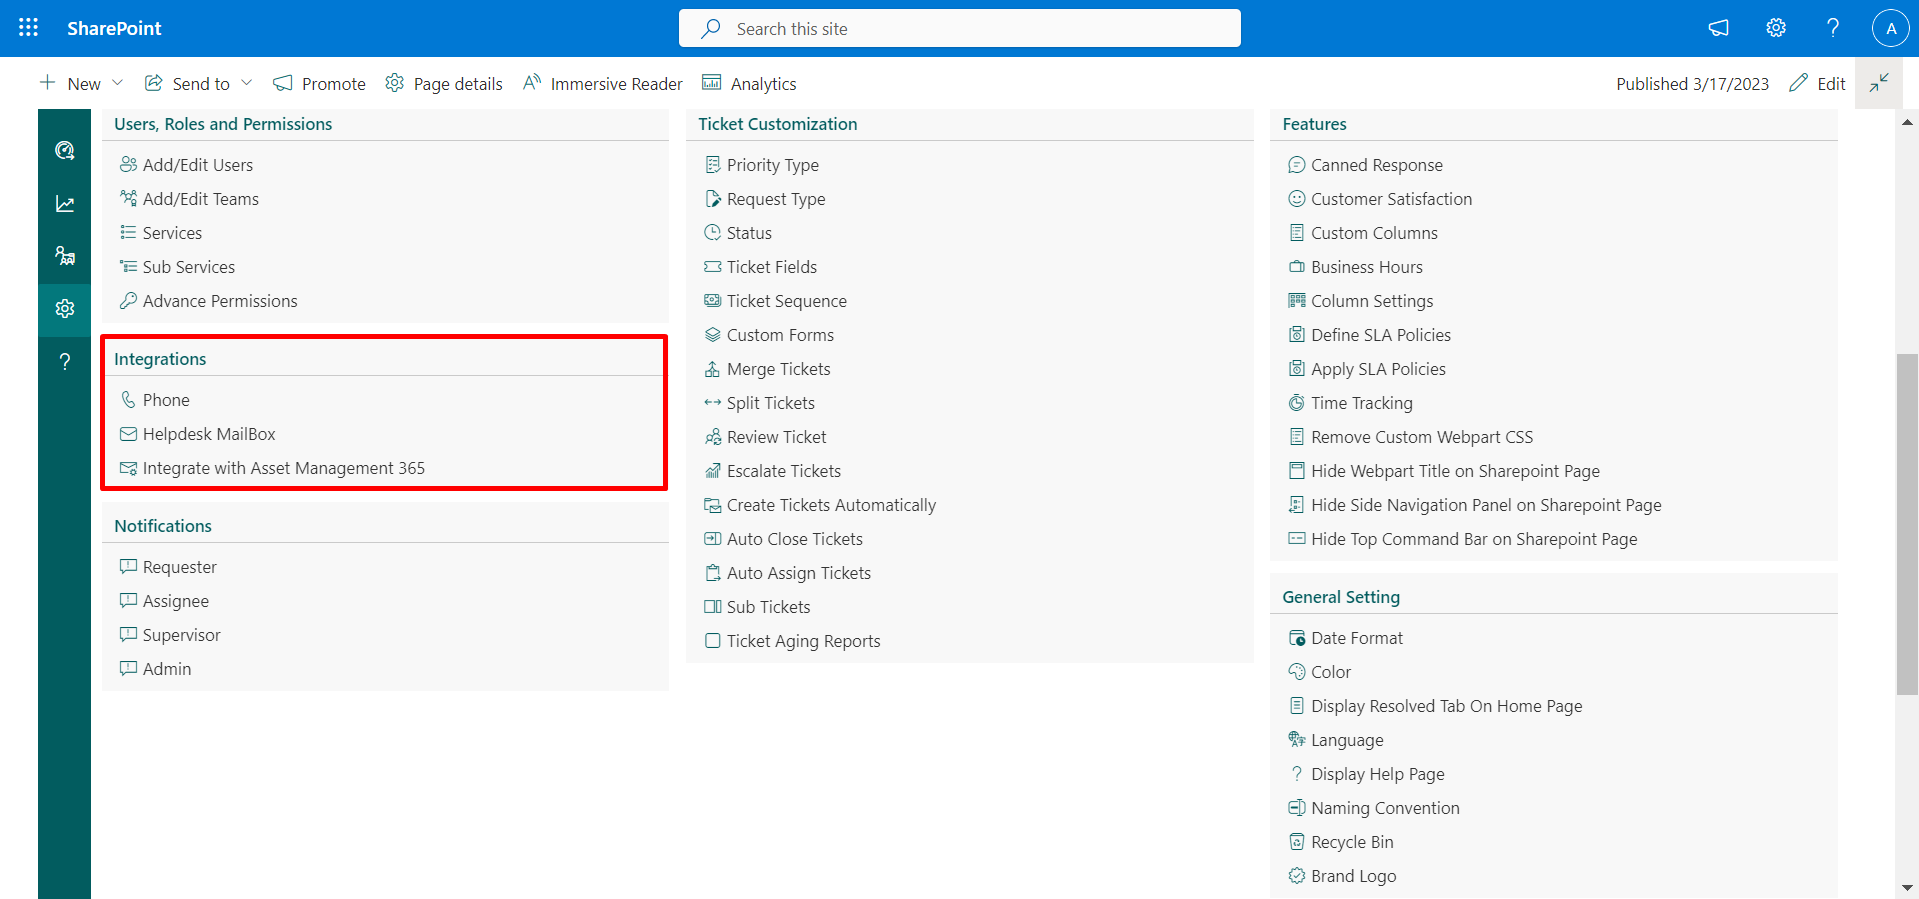 SharePoint
Search this site
A
New
Send to
Promote
Page details
Immersive Reader
Analytics
Published 3/17/2023
Edit
Users, Roles and Permissions
Add/Edit Users
Add/Edit Teams
Services
Sub Services
Advance Permissions
Integrations
Phone
Helpdesk MailBox
Integrate with Asset Management 365
Notifications
Requester
Assignee
Supervisor
Admin
Ticket Customization
Priority Type
Request Type
Status
Ticket Fields
Ticket Sequence
Custom Forms
Merge Tickets
Split Tickets
Review Ticket
Escalate Tickets
Create Tickets Automatically
Auto Close Tickets
Auto Assign Tickets
Sub Tickets
Ticket Aging Reports
Features
Canned Response
Customer Satisfaction
Custom Columns
Business Hours
Column Settings
Define SLA Policies
Apply SLA Policies
Time Tracking
Remove Custom Webpart CSS
Hide Webpart Title on Sharepoint Page
Hide Side Navigation Panel on Sharepoint Page
Hide Top Command Bar on Sharepoint Page
General Setting
Date Format
Color
Display Resolved Tab On Home Page
Language
Display Help Page
Naming Convention
Recycle Bin
Brand Logo